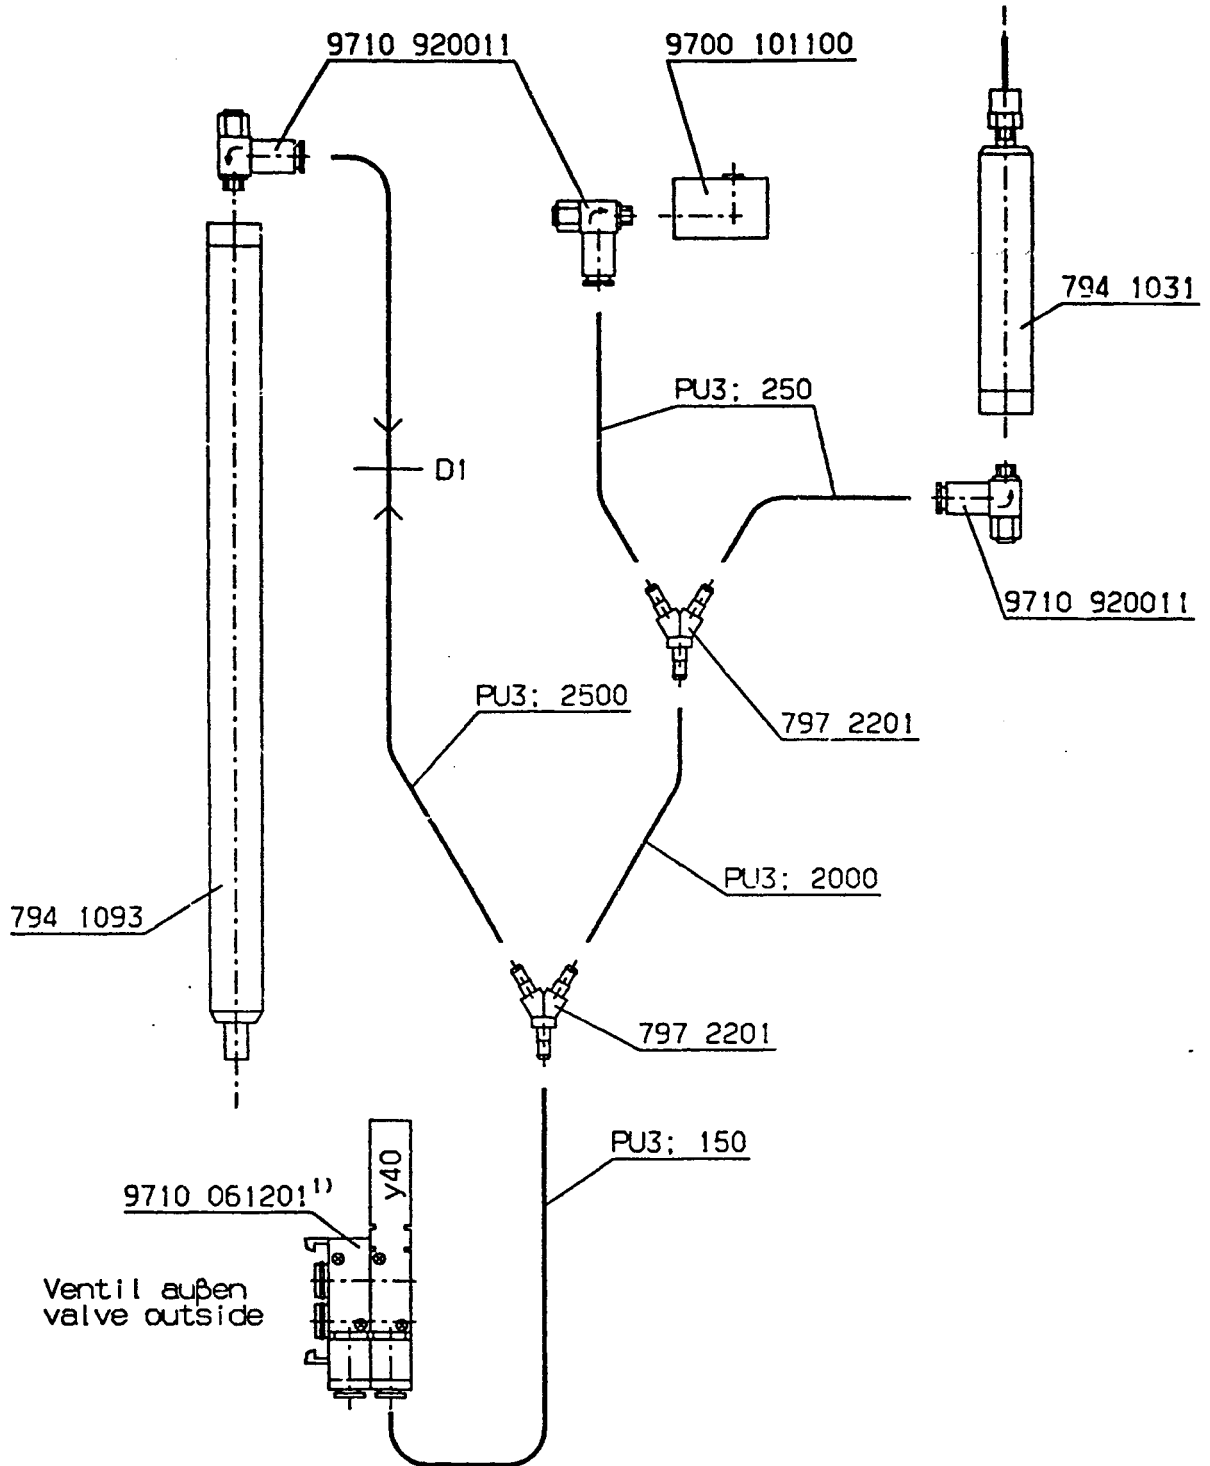 9710 920011
9700 101100
794 1031
PU3; 250
D1
9710 920011
PU3; 2500
797 2201
PU3; 2000
794 1093
797 2201
PU3; 150
y40
9710 061201¹⁾
Ventil außen
valve outside